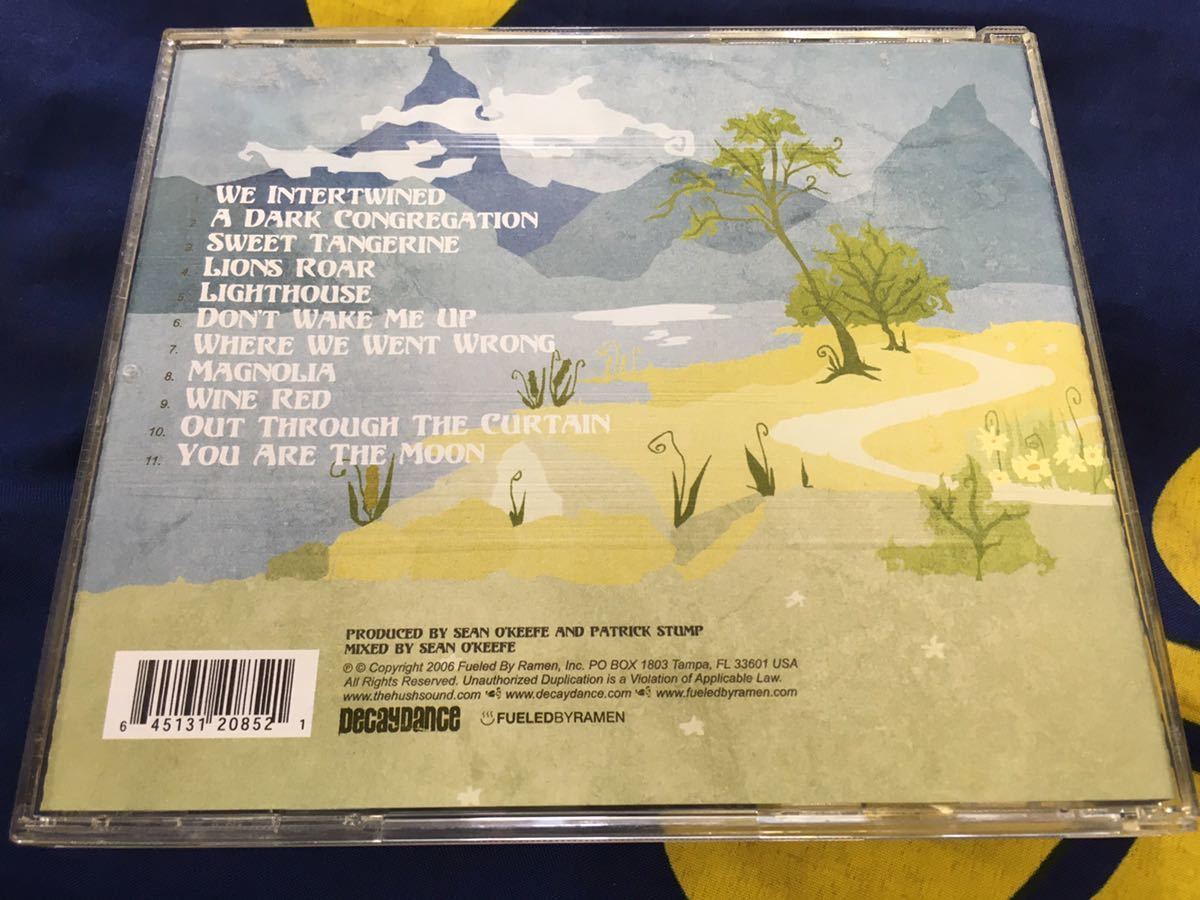 1. We Intertwined
2. A Dark Congregation
3. Sweet Tangerine
4. Lions Roar
5. Lighthouse
6. Don't Wake Me Up
7. Where We Went Wrong
8. Magnolia
9. Wine Red
10. Out Through The Curtain
11. You Are The Moon
PRODUCED BY SEAN O'KEEFE AND PATRICK STUMP
MIXED BY SEAN O'KEEFE
℗ © Copyright 2006 Fueled By Ramen, Inc. PO BOX 1803 Tampa, FL 33601 USA
All Rights Reserved. Unauthorized Duplication is a Violation of Applicable Law.
www.thehushsound.com www.decaydance.com www.fueledbyramen.com
DecayDance FUELEDBYRAMEN
6 45131 20852 1